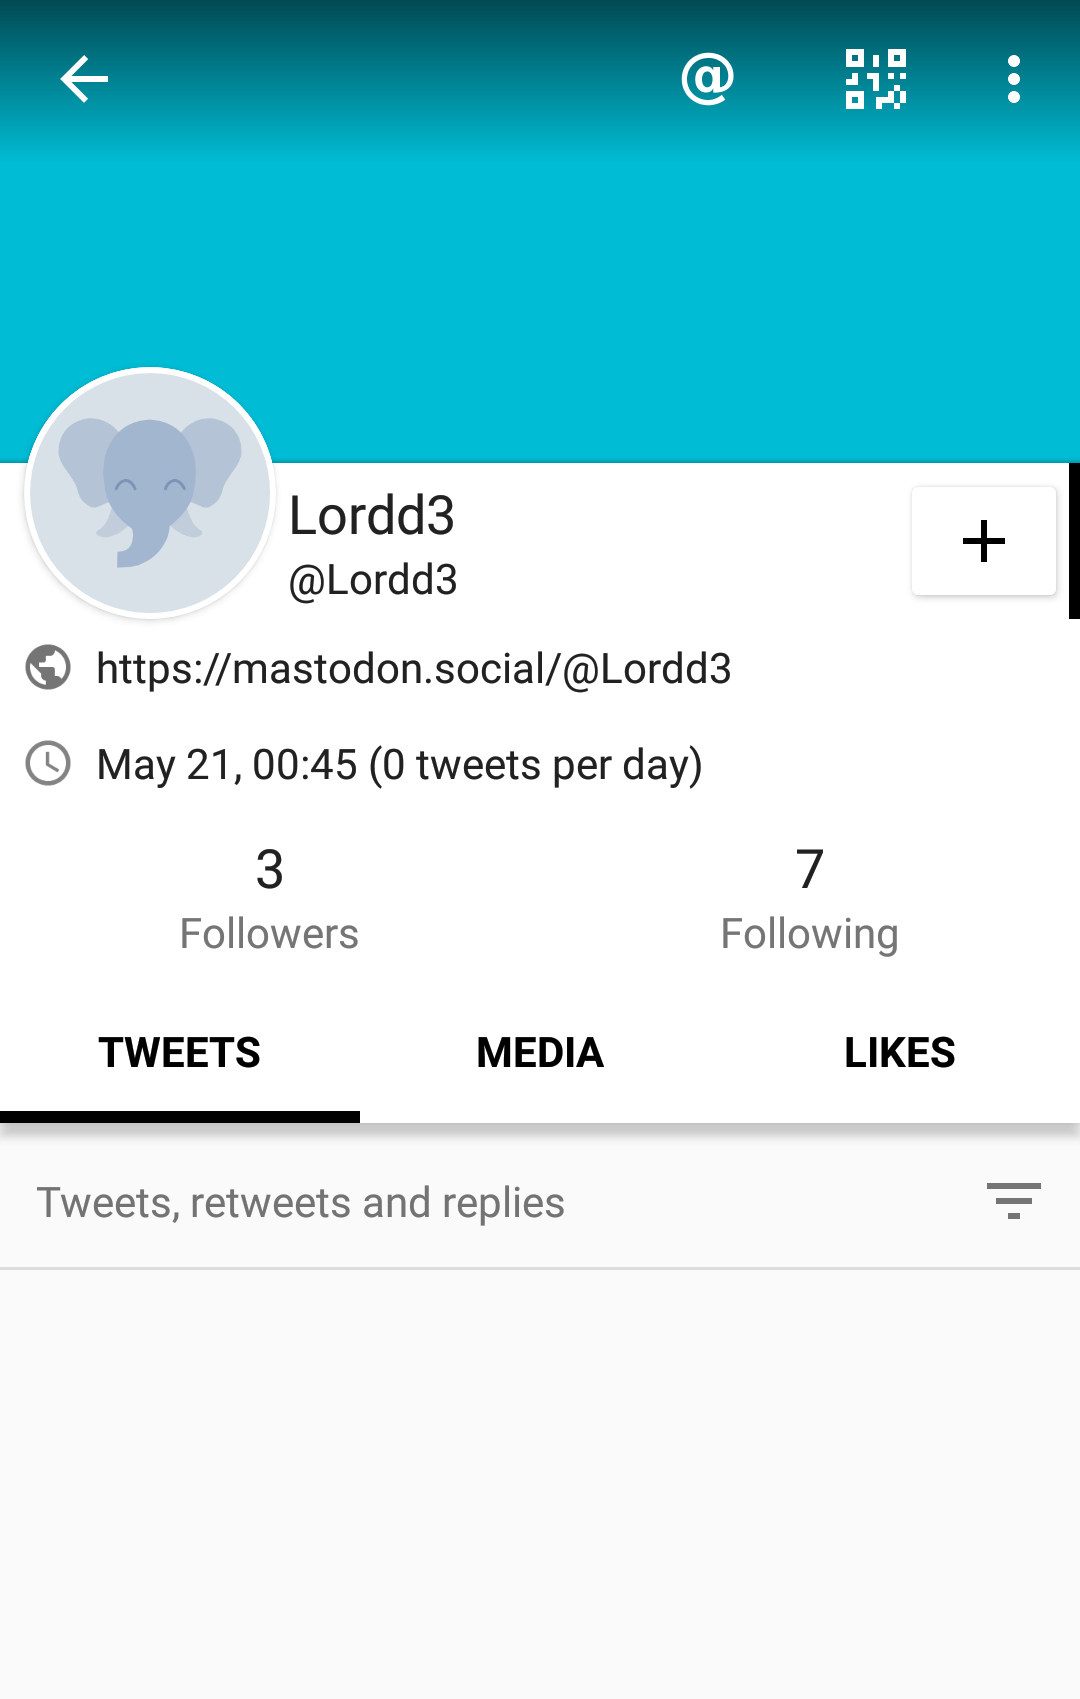 @
Lordd3
@Lordd3
https://mastodon.social/@Lordd3
May 21, 00:45 (0 tweets per day)
3
Followers
7
Following
TWEETS
MEDIA
LIKES
Tweets, retweets and replies